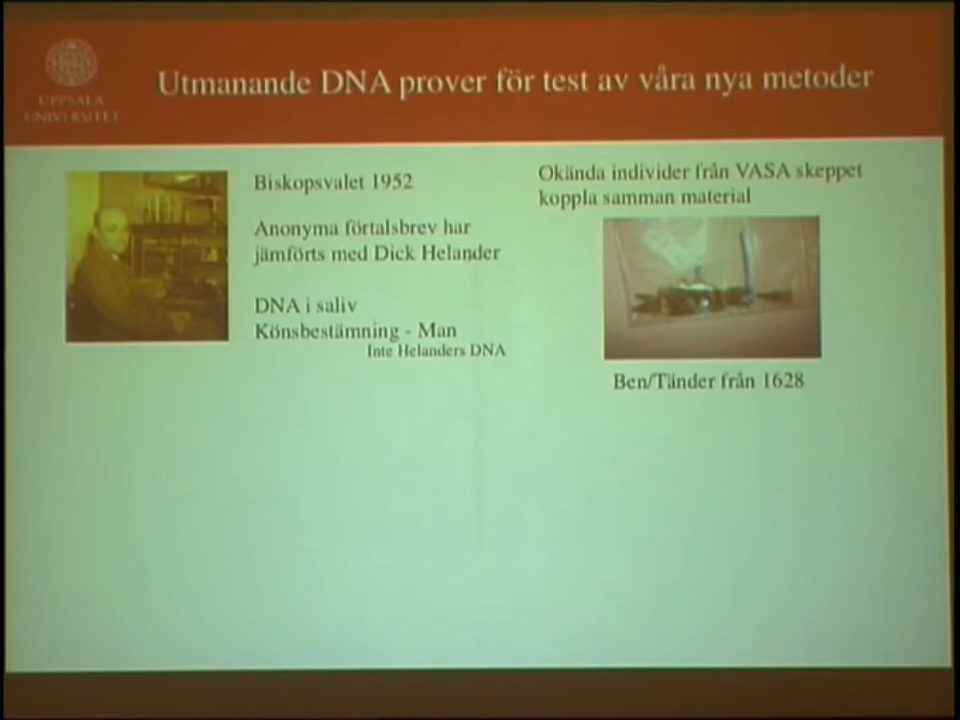 UPPSALA
UNIVERSITET
Utmanande DNA prover för test av våra nya metoder
Biskopsvalet 1952
Anonyma förtalsbrev har
jämförts med Dick Helander
DNA i saliv
Könsbestämning - Man
Inte Helanders DNA
Okända individer från VASA skeppet
koppla samman material
Ben/Tänder från 1628